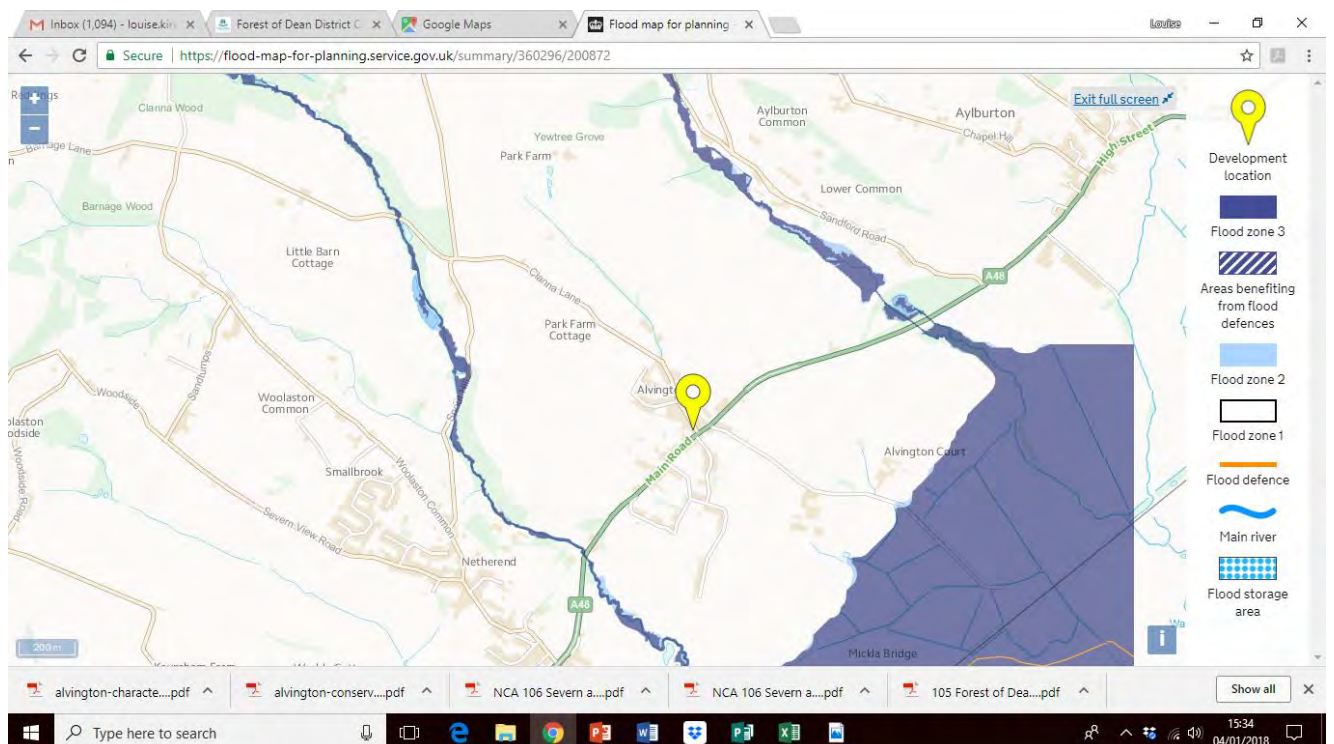 Inbox (1,094) - louise.kin
Forest of Dean District C
Google Maps
Flood map for planning
Louise
Secure
https://flood-map-for-planning.service.gov.uk/summary/360296/200872
Exit full screen
Clanna Wood
Barnage Lane
Barnage Wood
Yewtree Grove
Park Farm
Aylburton
Common
Aylburton
Chapel Hill
High Street
Lower Common
Sandford Road
A48
Little Barn
Cottage
Clanna Lane
Park Farm
Cottage
Alvingt
Main Road
Alvington Court
Sandtumps
Woodside
Woolaston
Common
Woodside Road
Smallbrook
Woolaston Common
Severn View Road
Netherend
A48
Mickla Bridge
200 m
Development
location
Flood zone 3
Areas benefiting
from flood
defences
Flood zone 2
Flood zone 1
Flood defence
Main river
Flood storage
area
i
alvington-characte....pdf
alvington-conserv....pdf
NCA 106 Severn a....pdf
NCA 106 Severn a....pdf
105 Forest of Dea....pdf
Show all
Type here to search
15:34
04/01/2018